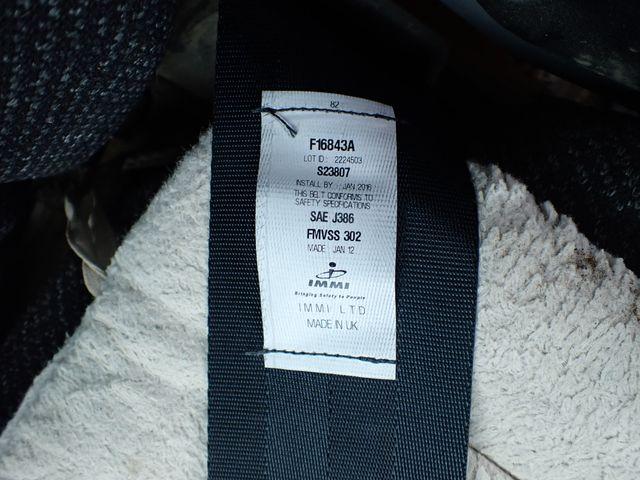 82
F16843A
LOT ID: 2224503
S23807
INSTALL BY: JAN, 2016
THIS BELT CONFORMS TO
SAFETY SPECIFICATIONS
SAE J386
FMVSS 302
MADE: JAN 12
IMMI
Bringing Safety to People
IMMI LTD
MADE IN UK